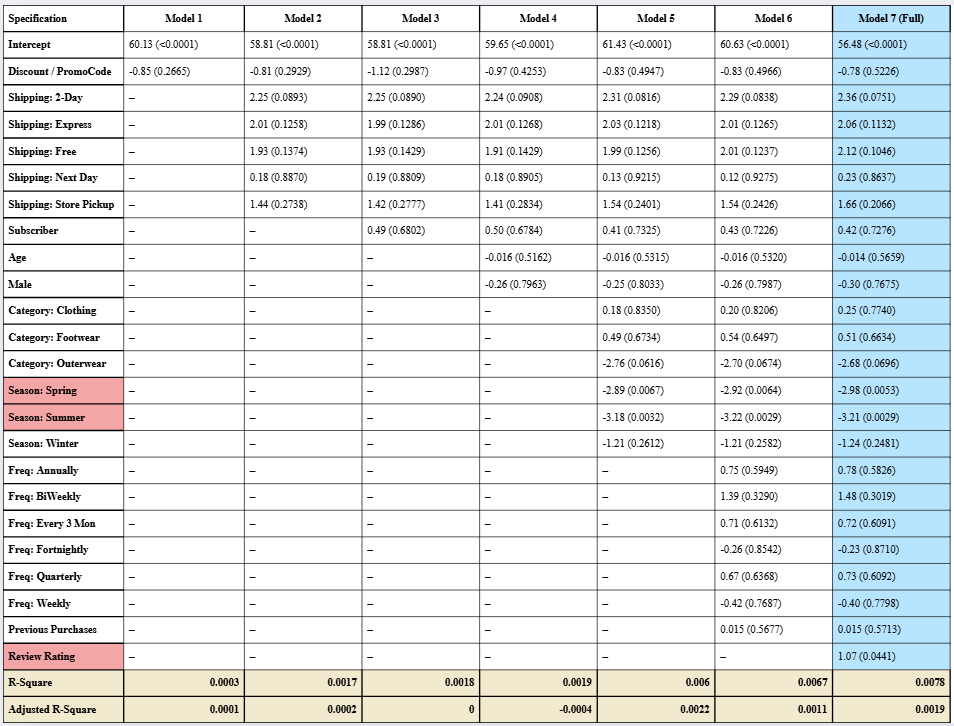 Specification Model 1 Model 2 Model 3 Model 4 Model 5 Model 6 Model 7 (Full)
Intercept 60.13 (<0.0001) 58.81 (<0.0001) 58.81 (<0.0001) 59.65 (<0.0001) 61.43 (<0.0001) 60.63 (<0.0001) 56.48 (<0.0001)
Discount / PromoCode -0.85 (0.2665) -0.81 (0.2929) -1.12 (0.2987) -0.97 (0.4253) -0.83 (0.4947) -0.83 (0.4966) -0.78 (0.5226)
Shipping: 2-Day – 2.25 (0.0893) 2.25 (0.0890) 2.24 (0.0908) 2.31 (0.0816) 2.29 (0.0838) 2.36 (0.0751)
Shipping: Express – 2.01 (0.1258) 1.99 (0.1286) 2.01 (0.1268) 2.03 (0.1218) 2.01 (0.1265) 2.06 (0.1132)
Shipping: Free – 1.93 (0.1374) 1.93 (0.1429) 1.91 (0.1429) 1.99 (0.1256) 2.01 (0.1237) 2.12 (0.1046)
Shipping: Next Day – 0.18 (0.8870) 0.19 (0.8809) 0.18 (0.8905) 0.13 (0.9215) 0.12 (0.9275) 0.23 (0.8637)
Shipping: Store Pickup – 1.44 (0.2738) 1.42 (0.2777) 1.41 (0.2834) 1.54 (0.2401) 1.54 (0.2426) 1.66 (0.2066)
Subscriber – – 0.49 (0.6802) 0.50 (0.6784) 0.41 (0.7325) 0.43 (0.7226) 0.42 (0.7276)
Age – – – -0.016 (0.5162) -0.016 (0.5315) -0.016 (0.5320) -0.014 (0.5659)
Male – – – -0.26 (0.7963) -0.25 (0.8033) -0.26 (0.7987) -0.30 (0.7675)
Category: Clothing – – – – 0.18 (0.8350) 0.20 (0.8206) 0.25 (0.7740)
Category: Footwear – – – – 0.49 (0.6734) 0.54 (0.6497) 0.51 (0.6634)
Category: Outerwear – – – – -2.76 (0.0616) -2.70 (0.0674) -2.68 (0.0696)
Season: Spring – – – – -2.89 (0.0067) -2.92 (0.0064) -2.98 (0.0053)
Season: Summer – – – – -3.18 (0.0032) -3.22 (0.0029) -3.21 (0.0029)
Season: Winter – – – – -1.21 (0.2612) -1.21 (0.2582) -1.24 (0.2481)
Freq: Annually – – – – – 0.75 (0.5949) 0.78 (0.5826)
Freq: BiWeekly – – – – – 1.39 (0.3290) 1.48 (0.3019)
Freq: Every 3 Mon – – – – – 0.71 (0.6132) 0.72 (0.6091)
Freq: Fortnightly – – – – – -0.26 (0.8542) -0.23 (0.8710)
Freq: Quarterly – – – – – 0.67 (0.6368) 0.73 (0.6092)
Freq: Weekly – – – – – -0.42 (0.7687) -0.40 (0.7798)
Previous Purchases – – – – – 0.015 (0.5677) 0.015 (0.5713)
Review Rating – – – – – – 1.07 (0.0441)
R-Square 0.0003 0.0017 0.0018 0.0019 0.006 0.0067 0.0078
Adjusted R-Square 0.0001 0.0002 0 -0.0004 0.0022 0.0011 0.0019